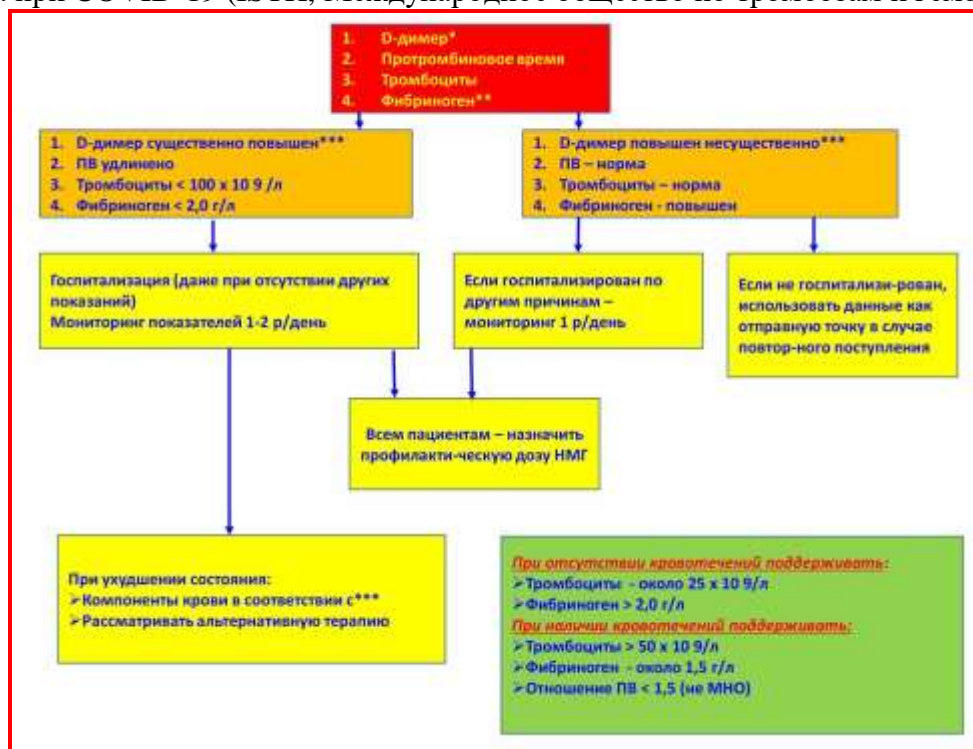 при COVID-19 (ISTH, Международное общество по тромбозам и
1. D-димер*
2. Протромбиновое время
3. Тромбоциты
4. Фибриноген**
1. D-димер существенно повышен***
2. ПВ удлинено
3. Тромбоциты < 100 x 10 9 /л
4. Фибриноген < 2,0 г/л
1. D-димер повышен несущественно***
2. ПВ – норма
3. Тромбоциты – норма
4. Фибриноген - повышен
Госпитализация (даже при отсутствии других
показаний)
Мониторинг показателей 1-2 р/день
Если госпитализирован по
другим причинам –
мониторинг 1 р/день
Если не госпитализи-рован,
использовать данные как
отправную точку в случае
повтор-ного поступления
Всем пациентам – назначить
профилакти-ческую дозу НМГ
При ухудшении состояния:
➢Компоненты крови в соответствии с***
➢Рассматривать альтернативную терапию
При отсутствии кровотечений поддерживать:
➢Тромбоциты - около 25 x 10 9/л
➢Фибриноген > 2,0 г/л
При наличии кровотечений поддерживать:
➢Тромбоциты > 50 x 10 9/л
➢Фибриноген - около 1,5 г/л
➢Отношение ПВ < 1,5 (не МНО)